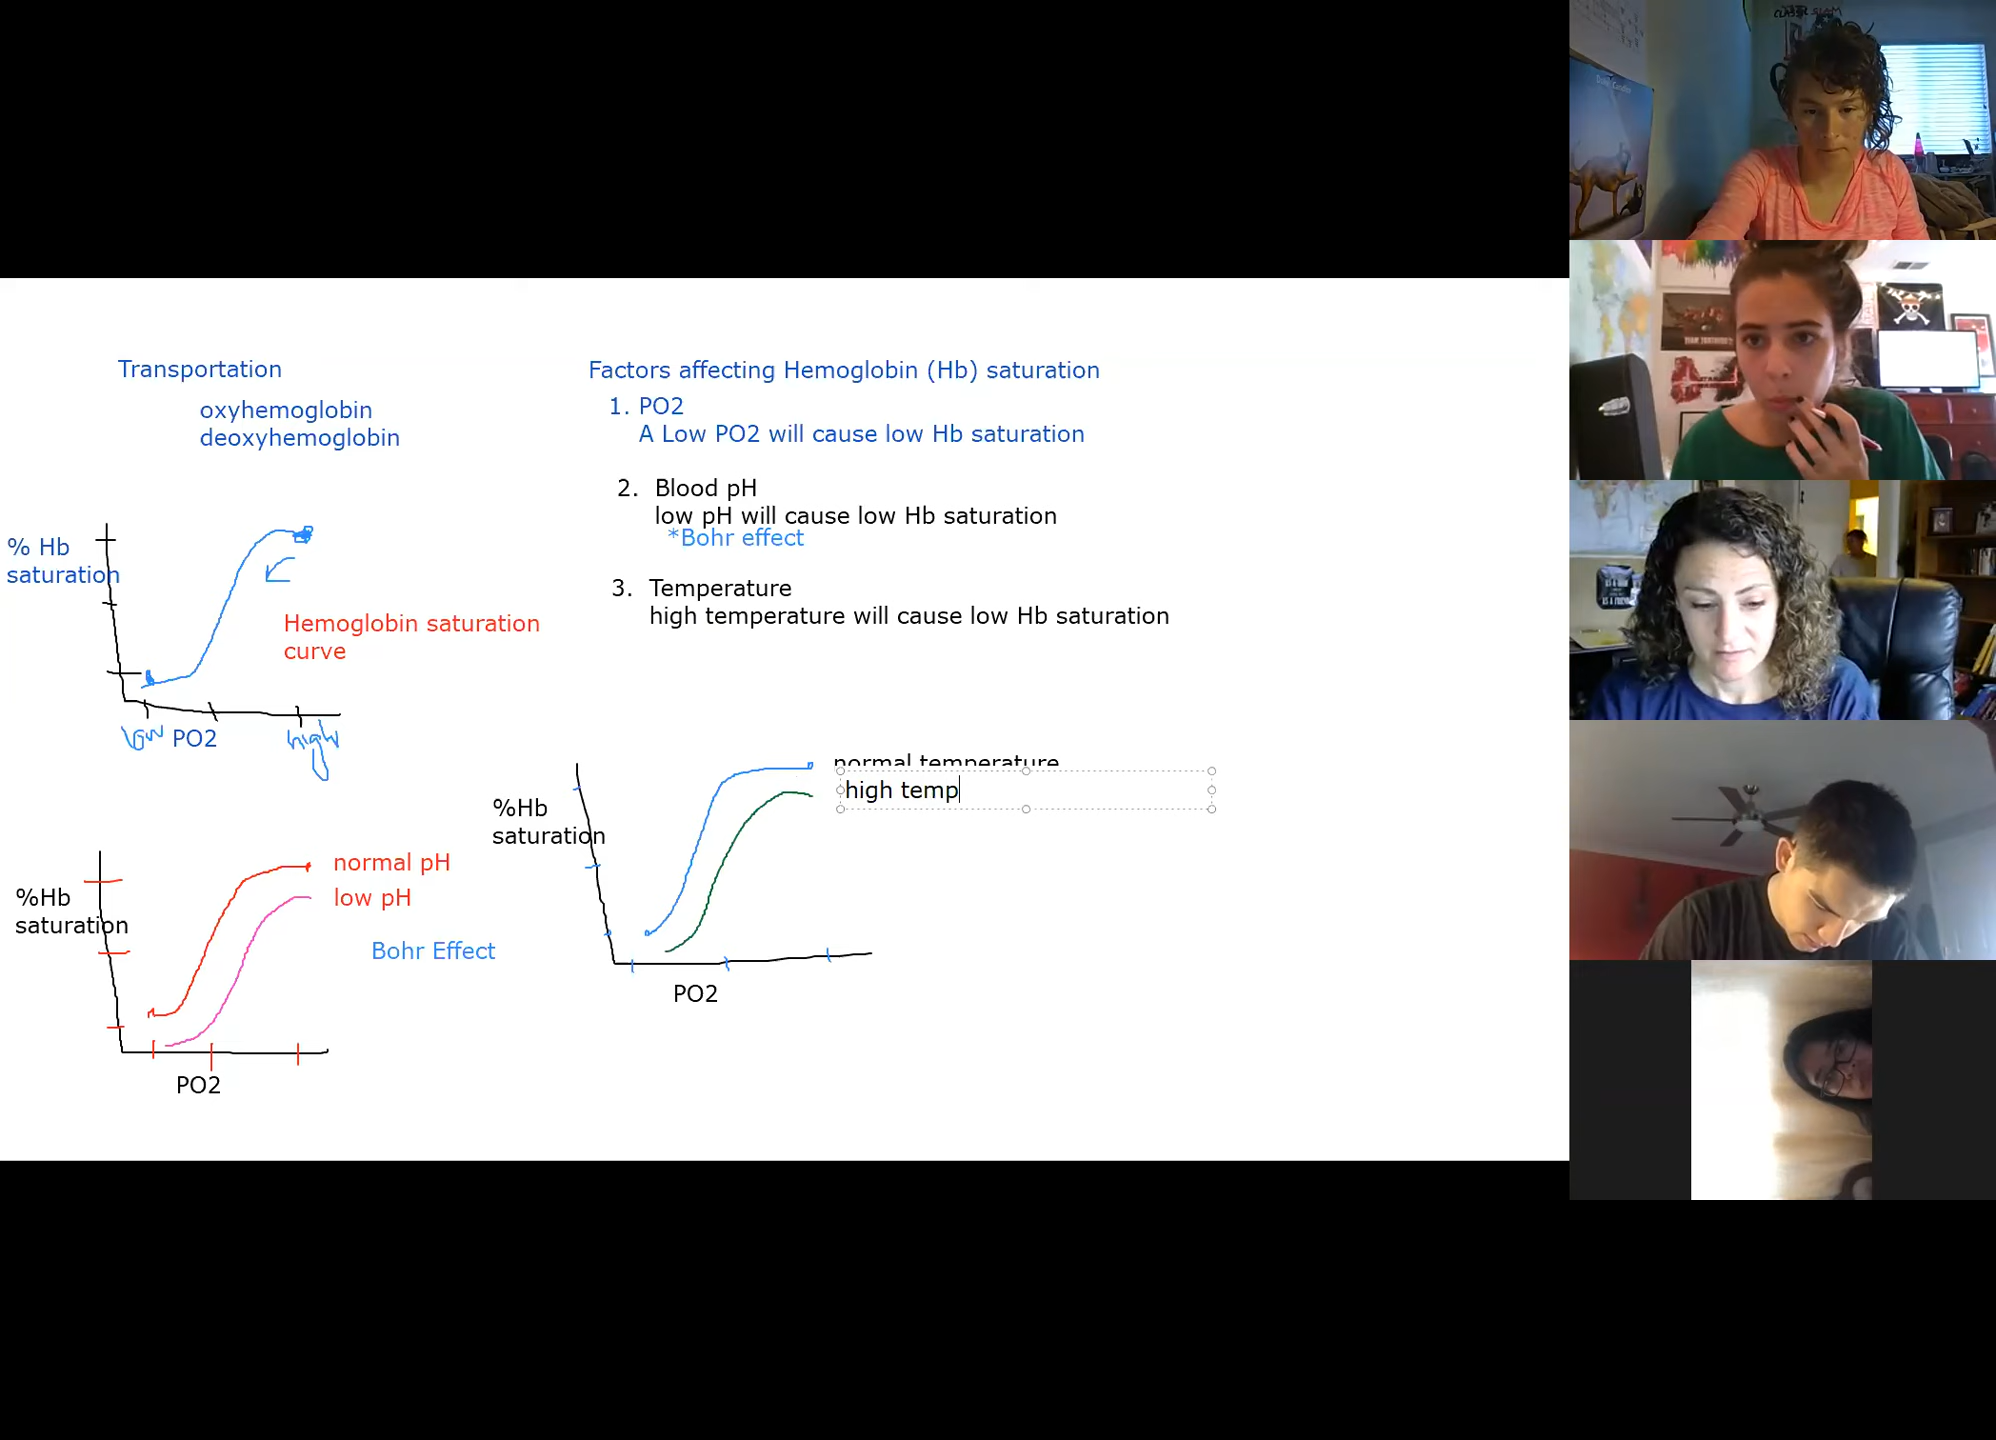 Transportation
oxyhemoglobin
deoxyhemoglobin
% Hb
saturation
Hemoglobin saturation
curve
low PO2 high
Factors affecting Hemoglobin (Hb) saturation
1. PO2
A Low PO2 will cause low Hb saturation
2. Blood pH
low pH will cause low Hb saturation
*Bohr effect
3. Temperature
high temperature will cause low Hb saturation
%Hb
saturation
normal pH
low pH
Bohr Effect
PO2
%Hb
saturation
normal temperature
high temp
PO2